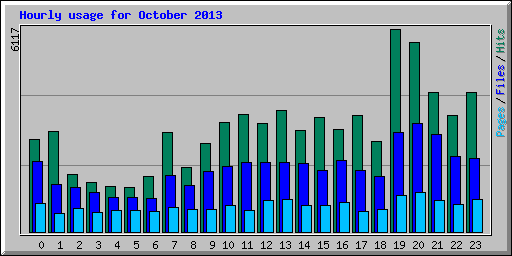 Hourly usage for October 2013
6117
Pages / Files / Hits
0 1 2 3 4 5 6 7 8 9 10 11 12 13 14 15 16 17 18 19 20 21 22 23